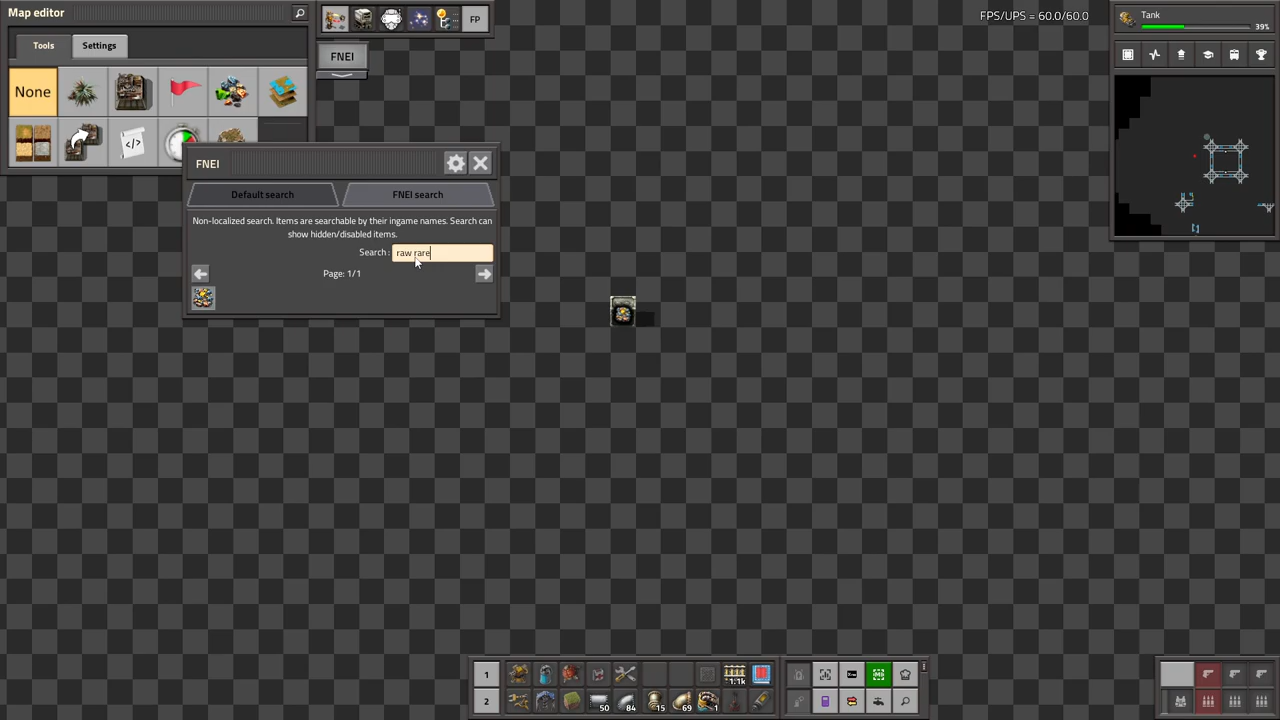 Map editor
FP
FPS/UPS = 60.0/60.0
Tank
39%
Tools
Settings
FNEI
None
</>
FNEI
Default search
FNEI search
Non-localized search. Items are searchable by their ingame names. Search can
show hidden/disabled items.
Search :
raw rare
Page: 1/1
1
1.1k
2
50
84
15
69
1